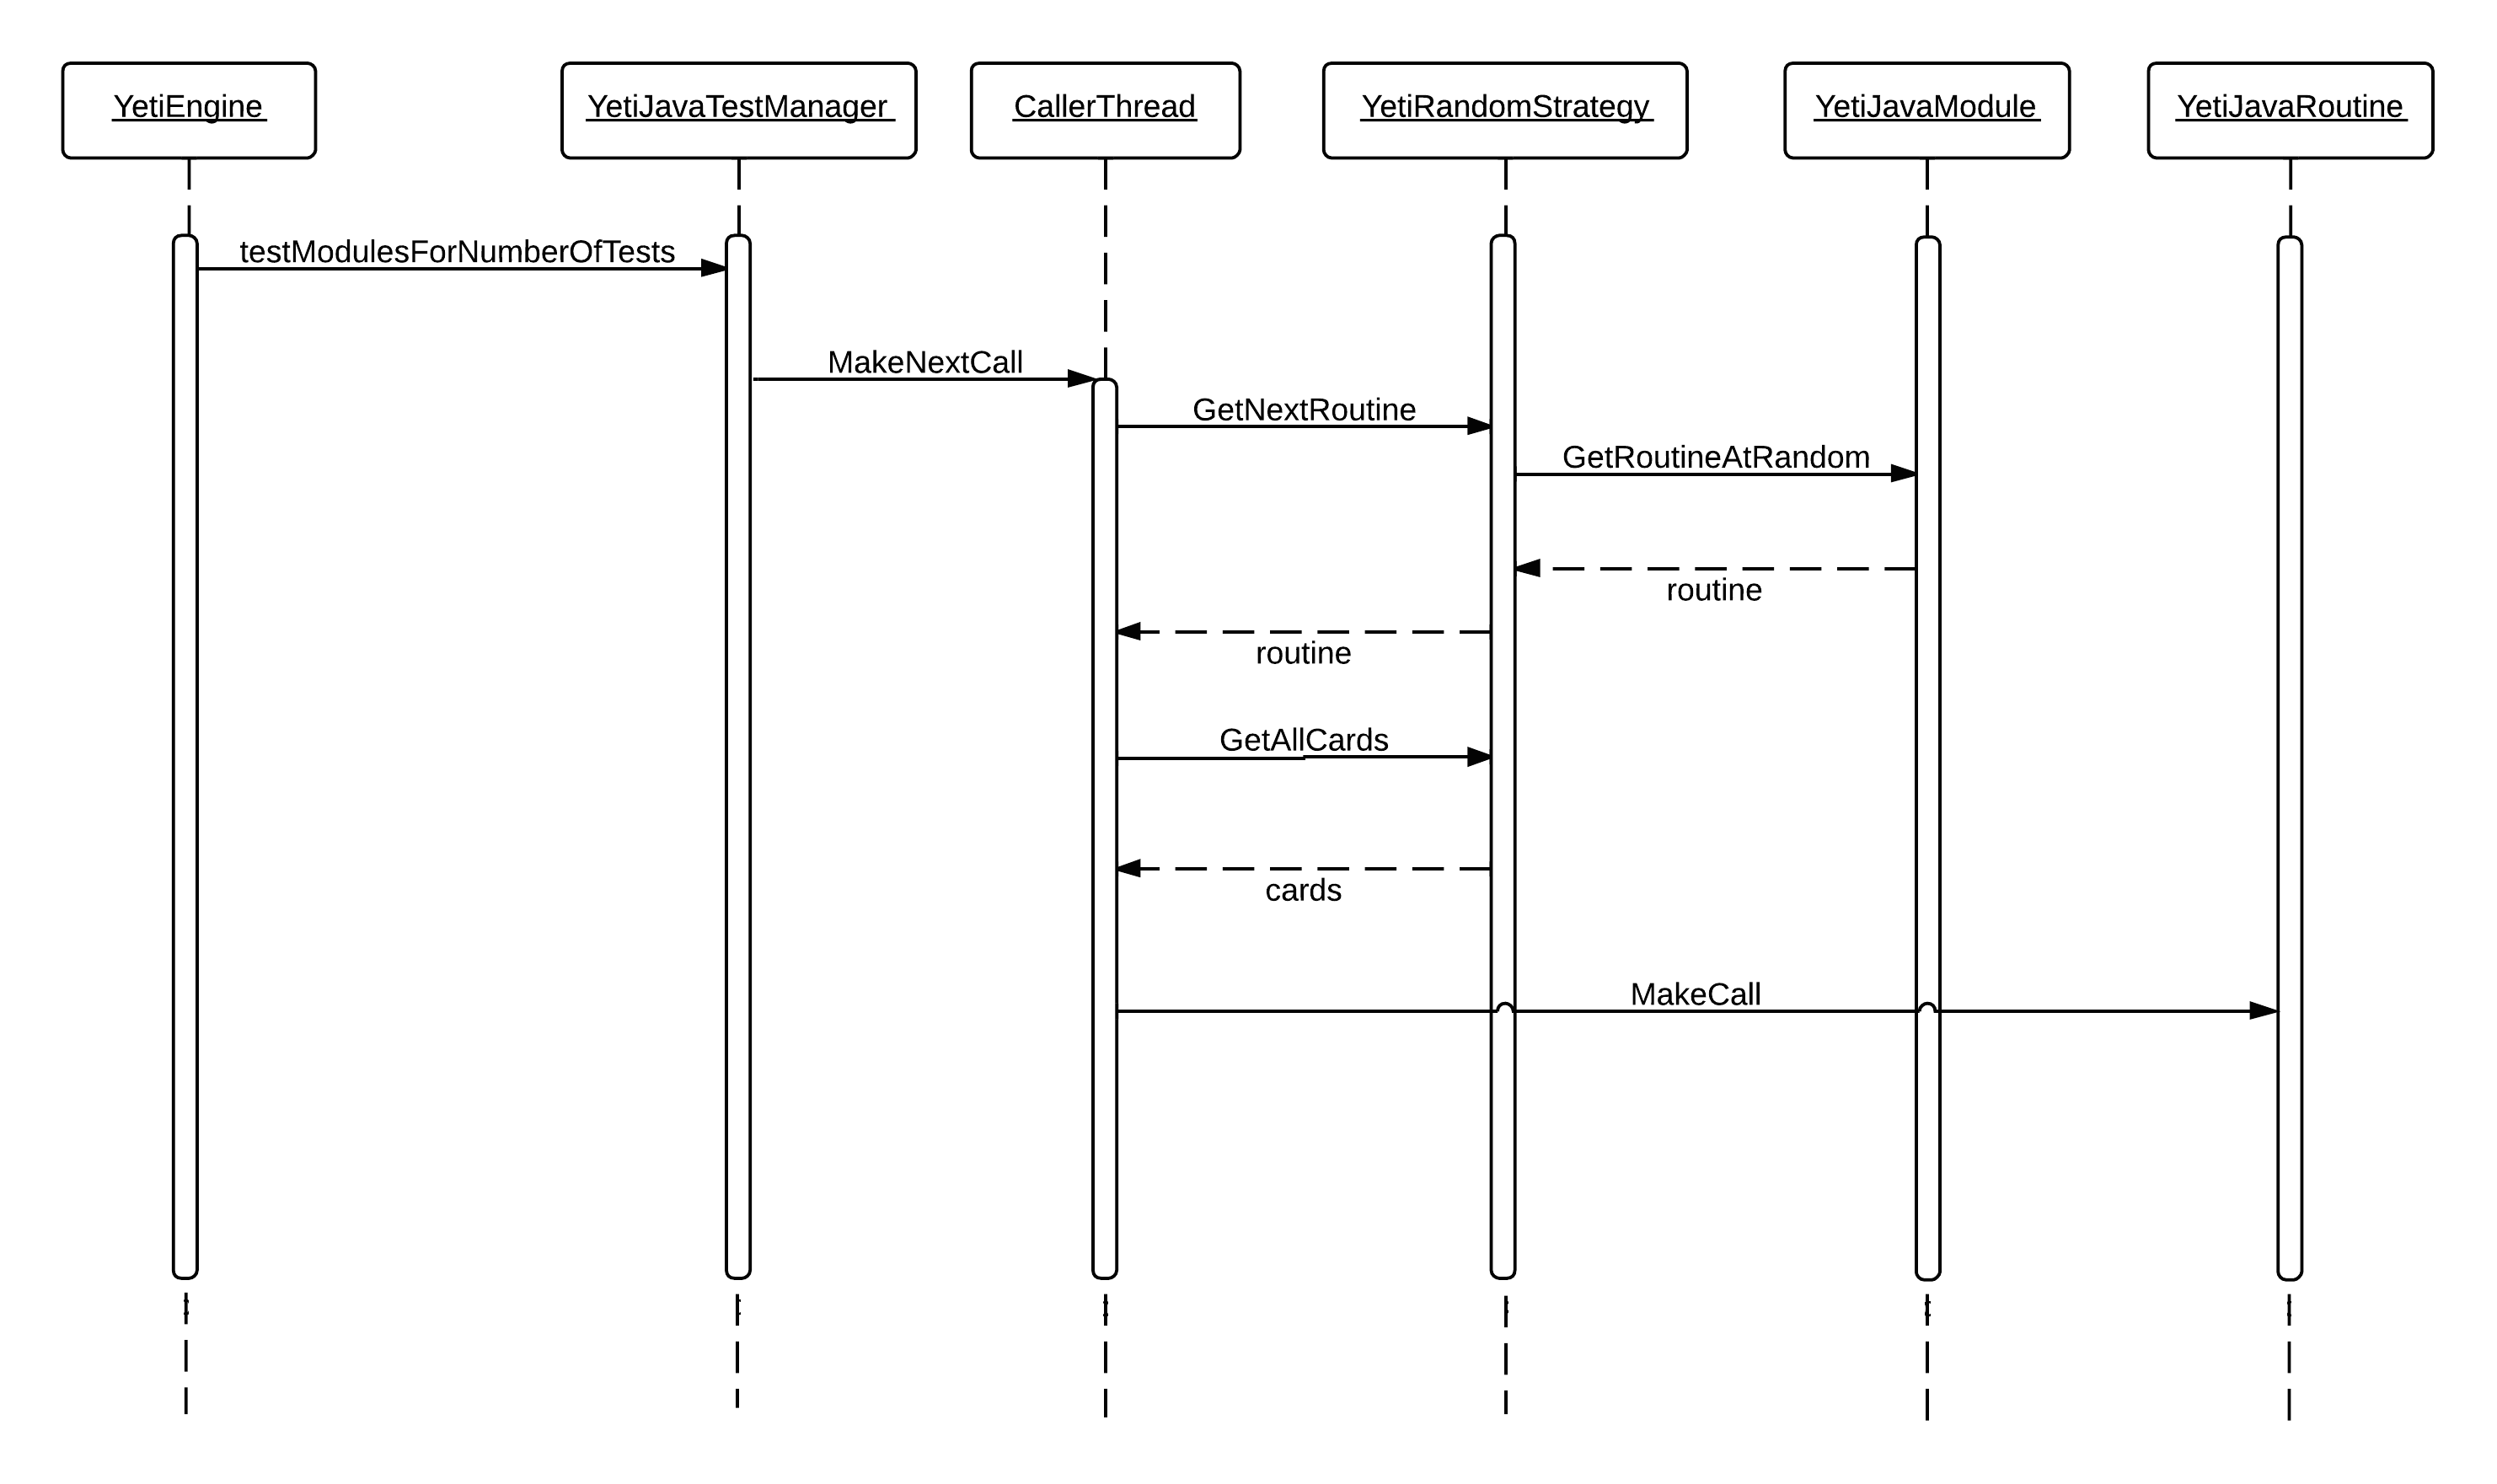 YetiEngine
YetiJavaTestManager
CallerThread
YetiRandomStrategy
YetiJavaModule
YetiJavaRoutine
testModulesForNumberOfTests
MakeNextCall
GetNextRoutine
GetRoutineAtRandom
routine
routine
GetAllCards
cards
MakeCall